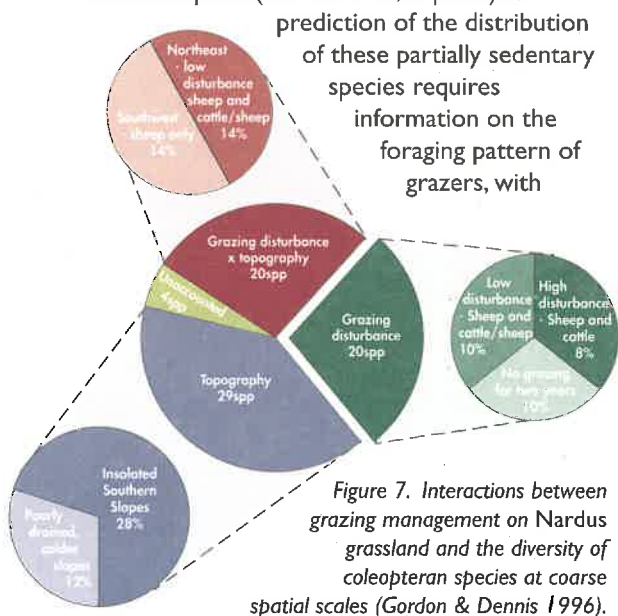 prediction of the distribution
of these partially sedentary
species requires
information on the
foraging pattern of
grazers, with
Northeast
- low
disturbance
sheep and
cattle/sheep
14%
Southwest
- sheep only
14%
Grazing disturbance
x topography
20spp
Unaccounted
4spp
Grazing
disturbance
20spp
Topography
29spp
Low
disturbance
- Sheep and
cattle/sheep
10%
High
disturbance
- Sheep and
cattle
8%
No grazing
for two years
10%
Insolated
Southern
Slopes
28%
Poorly
drained,
colder
slopes
12%
Figure 7. Interactions between
grazing management on Nardus
grassland and the diversity of
coleopteran species at coarse
spatial scales (Gordon & Dennis 1996).